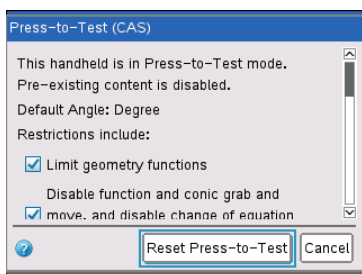 Press-to-Test (CAS)
This handheld is in Press-to-Test mode.
Pre-existing content is disabled.
Default Angle: Degree
Restrictions include:
Limit geometry functions
Disable function and conic grab and
move, and disable change of equation
Reset Press-to-Test
Cancel